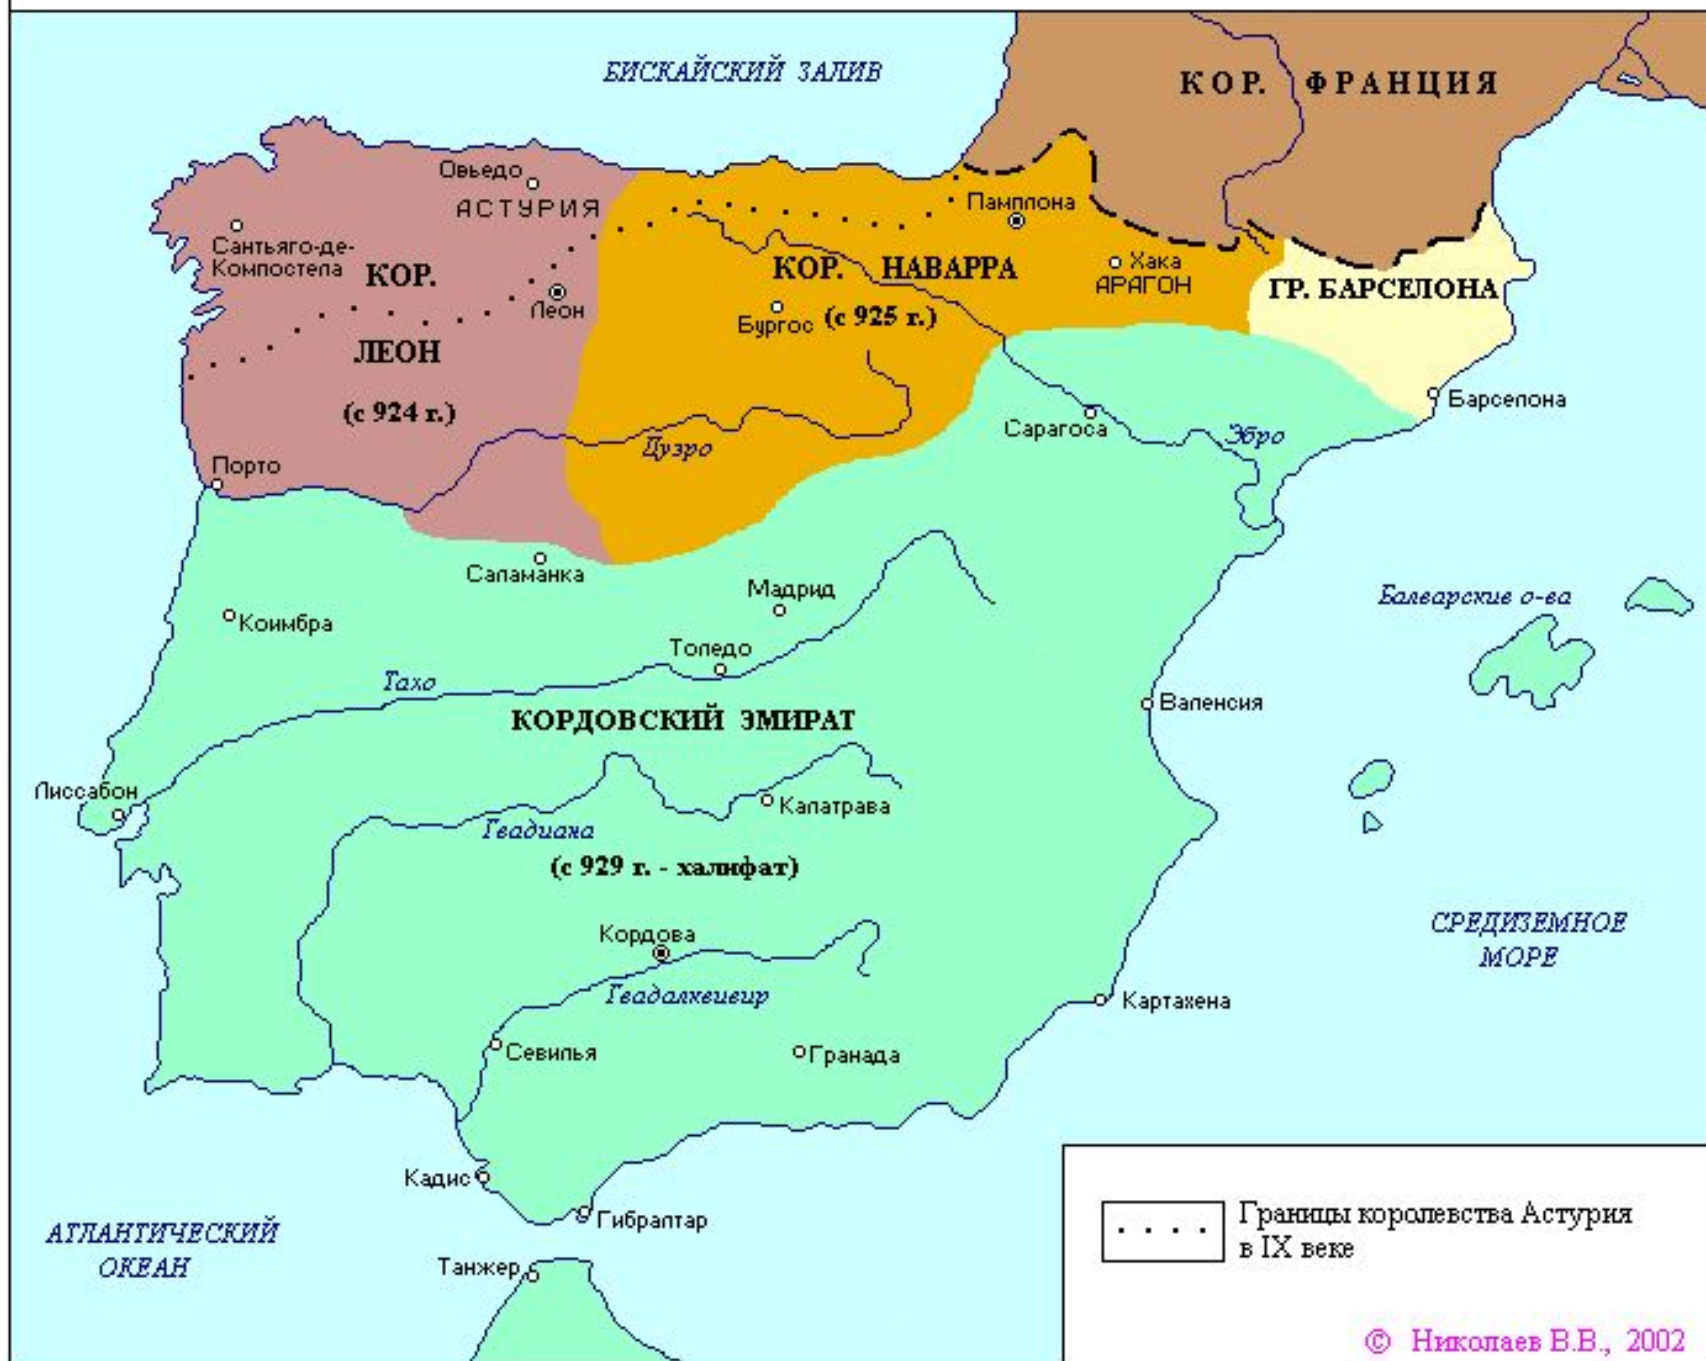 БИСКАЙСКИЙ ЗАЛИВ
КОР. ФРАНЦИЯ
Овьедо
АСТУРИЯ
Памплона
Сантьяго-де-
Компостела
КОР.
ЛЕОН
(с 924 г.)
Леон
КОР. НАВАРРА
(с 925 г.)
Бургос
Хака
АРАГОН
ГР. БАРСЕЛОНА
Барселона
Сарагоса
Эбро
Дуэро
Порто
Саламанка
Мадрид
Балеарские о-ва
Коимбра
Толедо
Тахо
Валенсия
КОРДОВСКИЙ ЭМИРАТ
Лиссабон
Калатрава
Гвадиана
(с 929 г. - халифат)
СРЕДИЗЕМНОЕ
МОРЕ
Кордова
Гвадалквивир
Картахена
Севилья
Гранада
Кадис
Гибралтар
АТЛАНТИЧЕСКИЙ
ОКЕАН
Танжер
Границы королевства Астурия
в IX веке
© Николаев В.В., 2002